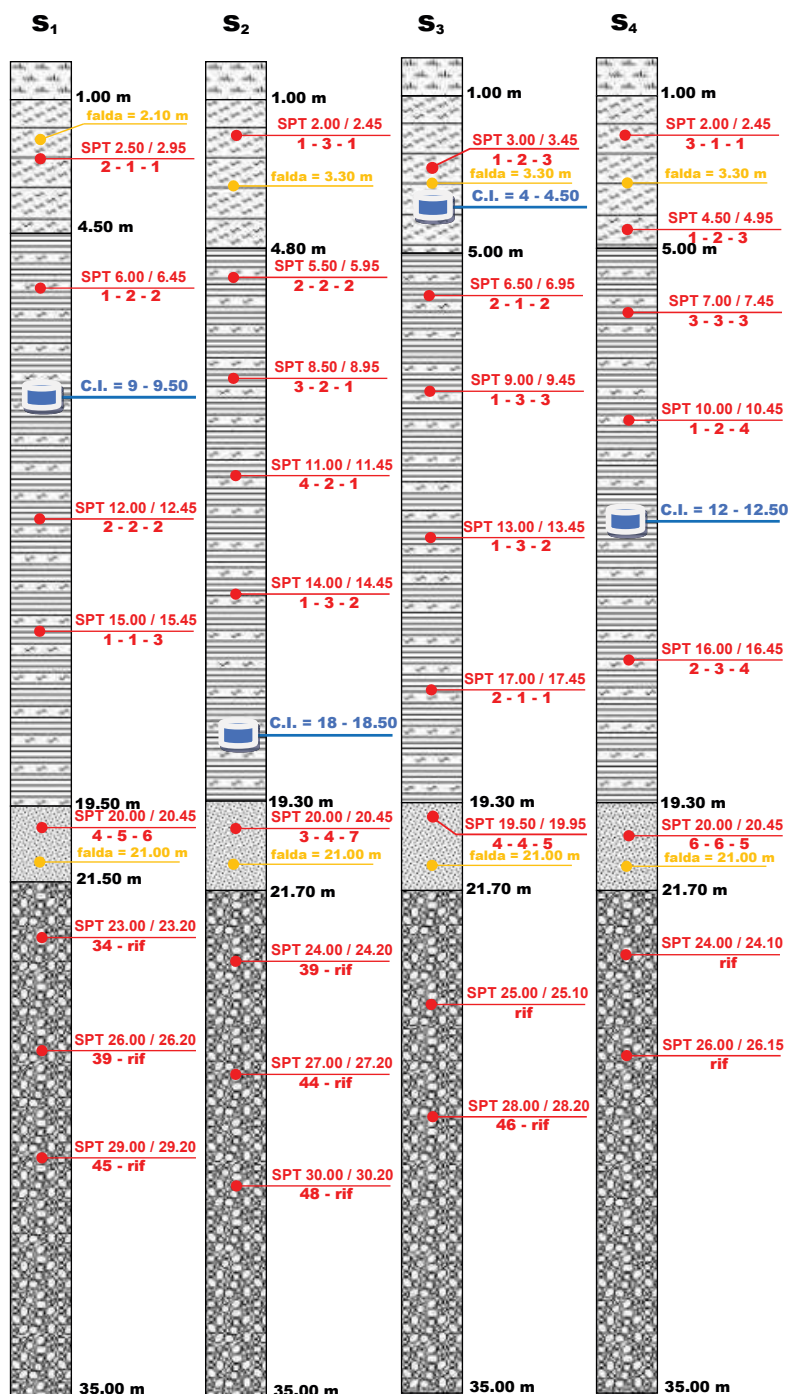 S1
1.00 m
falda = 2.10 m
SPT 2.50 / 2.95
2 - 1 - 1
4.50 m
SPT 6.00 / 6.45
1 - 2 - 2
C.I. = 9 - 9.50
SPT 12.00 / 12.45
2 - 2 - 2
SPT 15.00 / 15.45
1 - 1 - 3
19.50 m
SPT 20.00 / 20.45
4 - 5 - 6
falda = 21.00 m
21.50 m
SPT 23.00 / 23.20
34 - rif
SPT 26.00 / 26.20
39 - rif
SPT 29.00 / 29.20
45 - rif
35.00 m
S2
1.00 m
SPT 2.00 / 2.45
1 - 3 - 1
falda = 3.30 m
4.80 m
SPT 5.50 / 5.95
2 - 2 - 2
SPT 8.50 / 8.95
3 - 2 - 1
SPT 11.00 / 11.45
4 - 2 - 1
SPT 14.00 / 14.45
1 - 3 - 2
C.I. = 18 - 18.50
19.30 m
SPT 20.00 / 20.45
3 - 4 - 7
falda = 21.00 m
21.70 m
SPT 24.00 / 24.20
39 - rif
SPT 27.00 / 27.20
44 - rif
SPT 30.00 / 30.20
48 - rif
35.00 m
S3
1.00 m
SPT 3.00 / 3.45
1 - 2 - 3
falda = 3.30 m
C.I. = 4 - 4.50
5.00 m
SPT 6.50 / 6.95
2 - 1 - 2
SPT 9.00 / 9.45
1 - 3 - 3
SPT 13.00 / 13.45
1 - 3 - 2
SPT 17.00 / 17.45
2 - 1 - 1
19.30 m
SPT 19.50 / 19.95
4 - 4 - 5
falda = 21.00 m
21.70 m
SPT 25.00 / 25.10
rif
SPT 28.00 / 28.20
46 - rif
35.00 m
S4
1.00 m
SPT 2.00 / 2.45
3 - 1 - 1
falda = 3.30 m
SPT 4.50 / 4.95
1 - 2 - 3
5.00 m
SPT 7.00 / 7.45
3 - 3 - 3
SPT 10.00 / 10.45
1 - 2 - 4
C.I. = 12 - 12.50
SPT 16.00 / 16.45
2 - 3 - 4
19.30 m
SPT 20.00 / 20.45
6 - 6 - 5
falda = 21.00 m
21.70 m
SPT 24.00 / 24.10
rif
SPT 26.00 / 26.15
rif
35.00 m